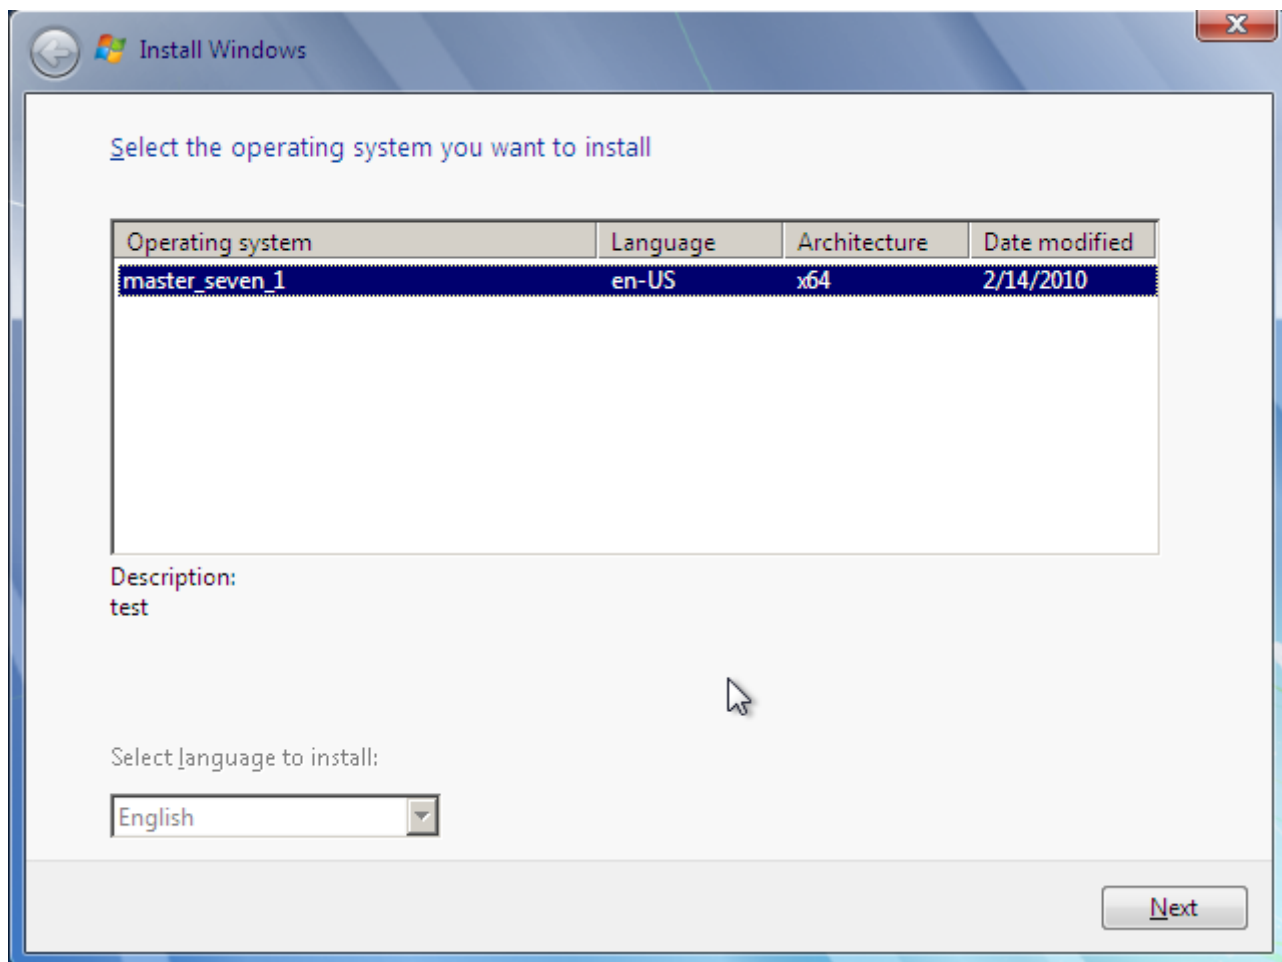 Install Windows
Select the operating system you want to install
Operating system Language Architecture Date modified
master_seven_1 en-US x64 2/14/2010
Description:
test
Select language to install:
English
Next